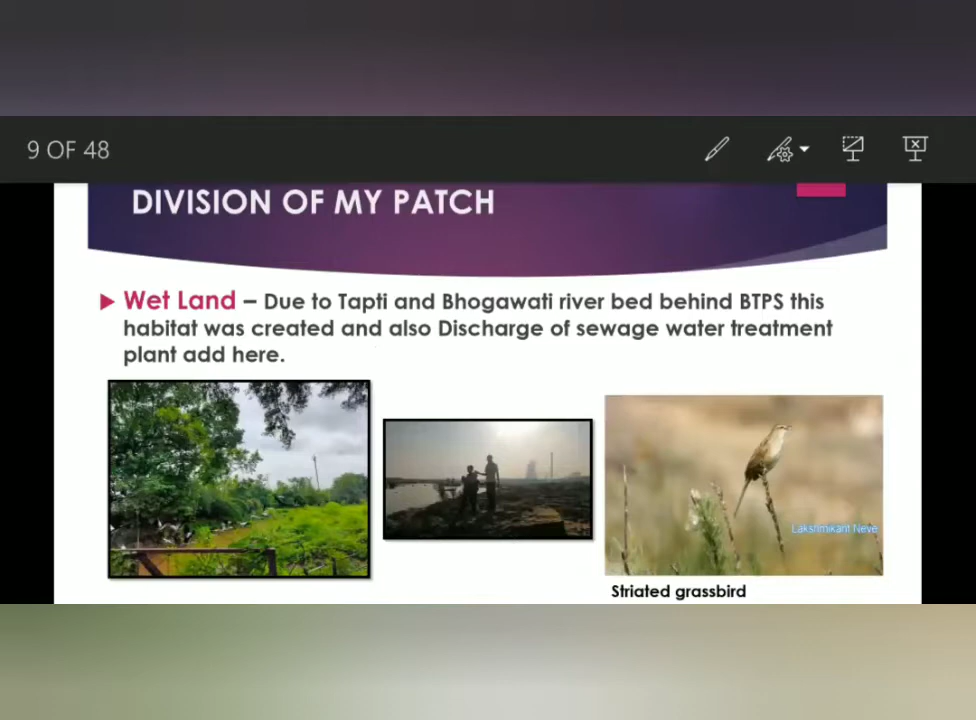 9 OF 48
DIVISION OF MY PATCH
Wet Land – Due to Tapti and Bhogawati river bed behind BTPS this
habitat was created and also Discharge of sewage water treatment
plant add here.
Lakshmikant Neve
Striated grassbird